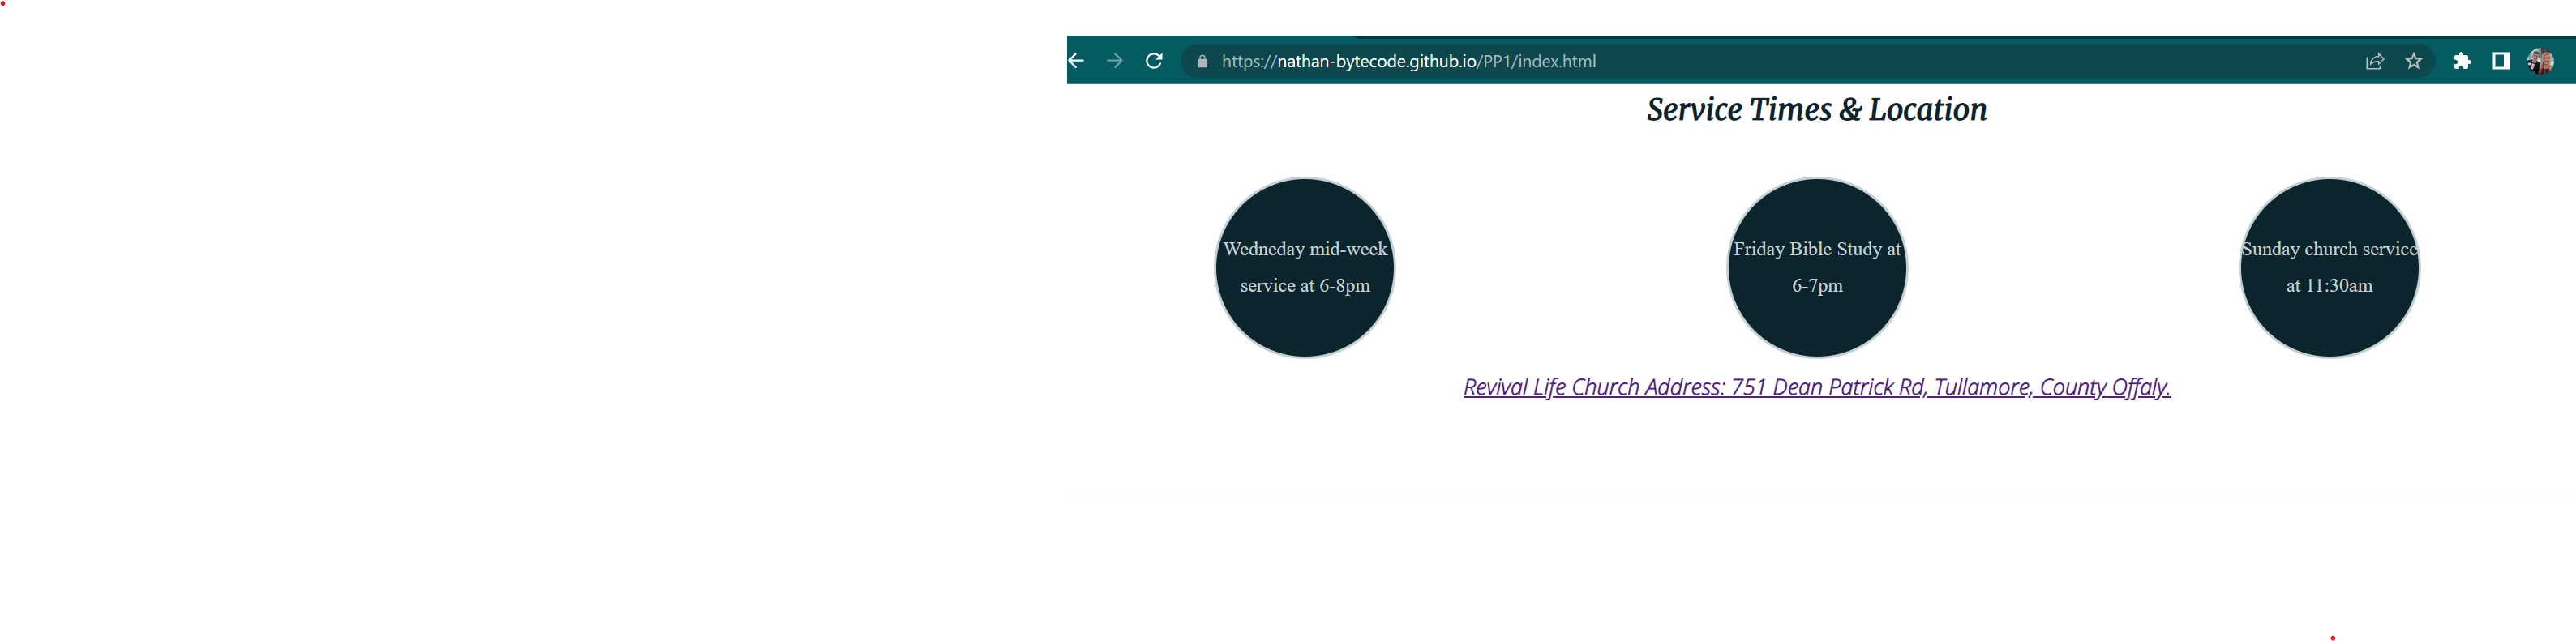 https://nathan-bytecode.github.io/PP1/index.html
Service Times & Location
Wedneday mid-week
service at 6-8pm
Friday Bible Study at
6-7pm
Sunday church service
at 11:30am
Revival Life Church Address: 751 Dean Patrick Rd, Tullamore, County Offaly.